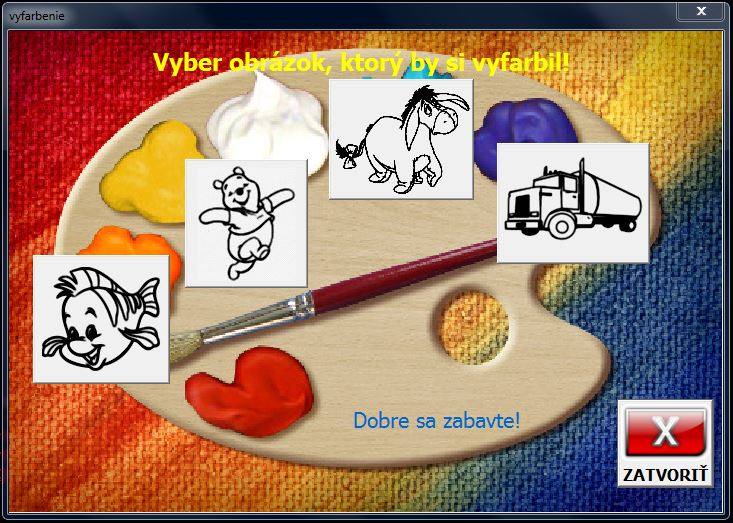 vyfarbenie
Vyber obrázok, ktorý by si vyfarbil!
Dobre sa zabavte!
X
ZATVORIŤ